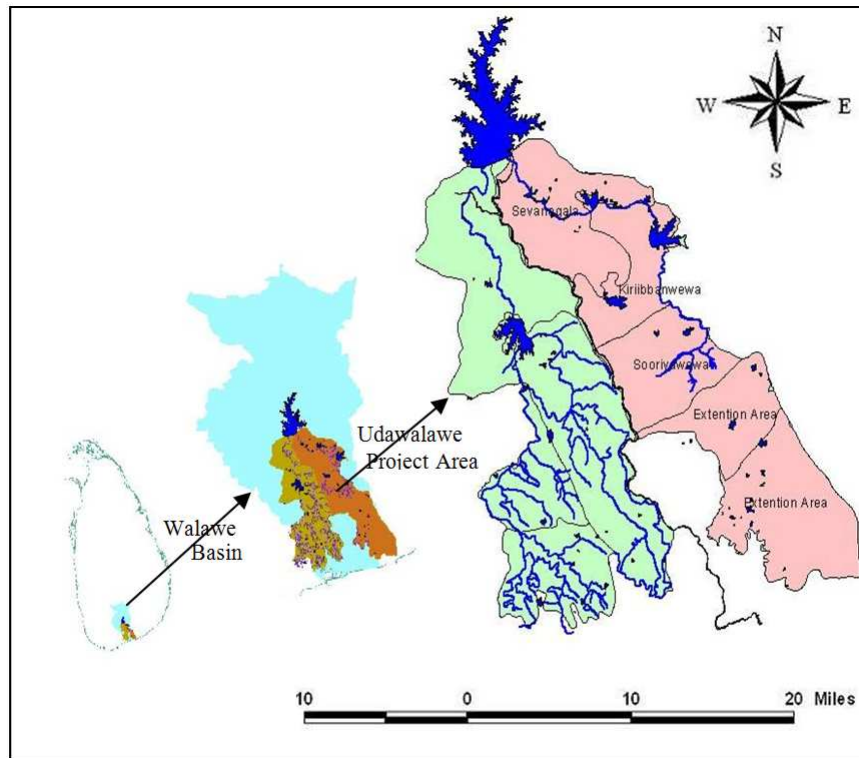 N
W E
S
Sevanagala
Kiriibbanwewa
Sooriyawewa
Extention Area
Extention Area
Udawalawe
Project Area
Walawe
Basin
10 0 10 20 Miles